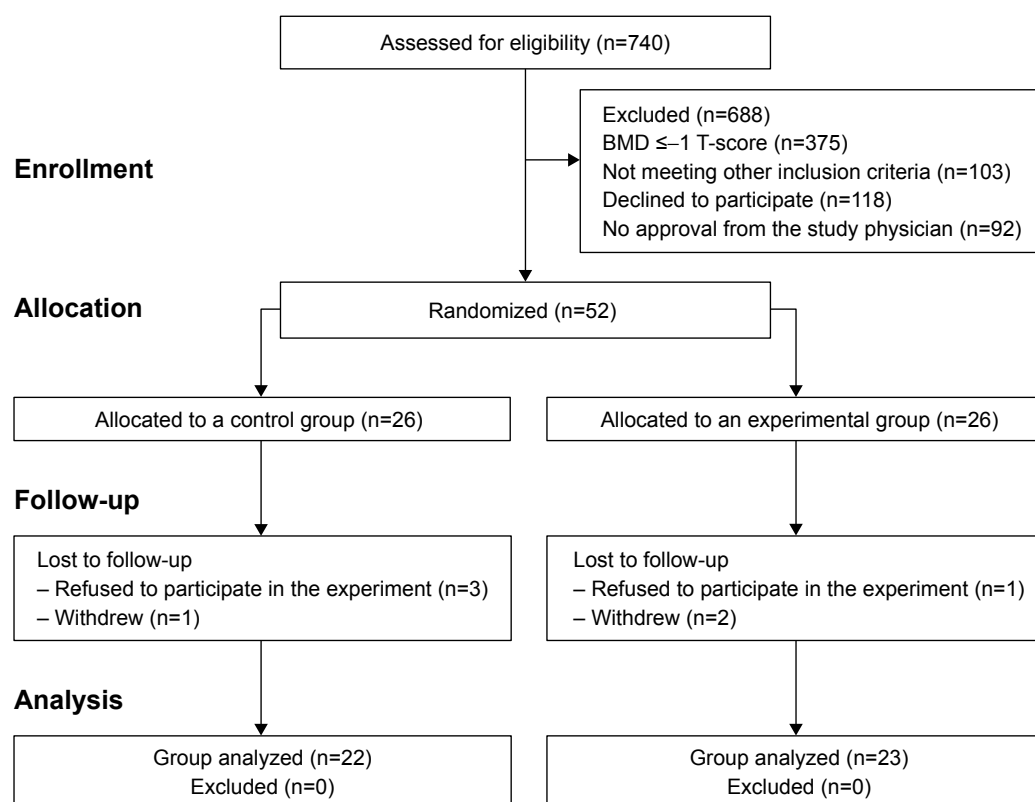 Assessed for eligibility (n=740)
Excluded (n=688)
BMD ≤–1 T-score (n=375)
Not meeting other inclusion criteria (n=103)
Declined to participate (n=118)
No approval from the study physician (n=92)
Enrollment
Allocation
Randomized (n=52)
Allocated to a control group (n=26)
Allocated to an experimental group (n=26)
Follow-up
Lost to follow-up
– Refused to participate in the experiment (n=3)
– Withdrew (n=1)
Lost to follow-up
– Refused to participate in the experiment (n=1)
– Withdrew (n=2)
Analysis
Group analyzed (n=22)
Excluded (n=0)
Group analyzed (n=23)
Excluded (n=0)